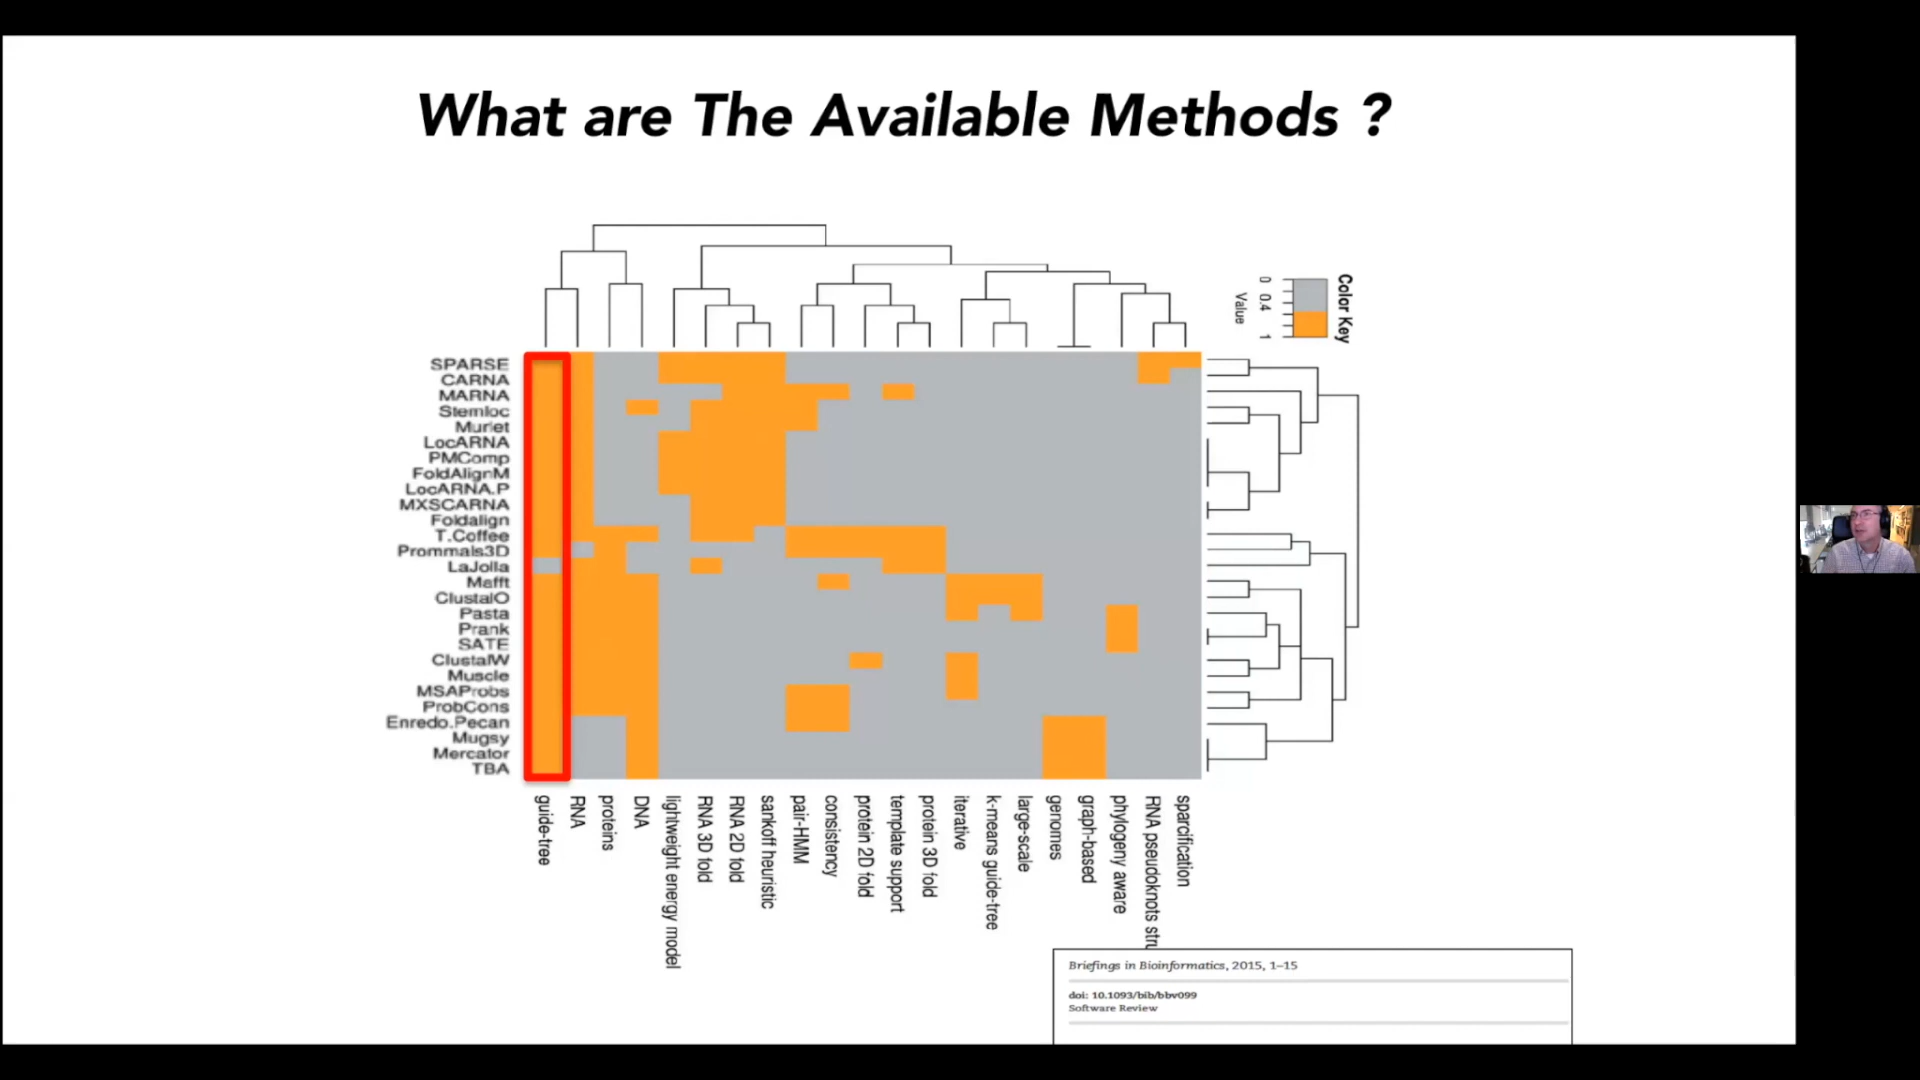 What are The Available Methods ?
Color Key
0 0.4 1
Value
SPARSE
CARNA
MARNA
Stemloc
Murlet
LocARNA
PMComp
FoldAlignM
LocARNA.P
MXSCARNA
Foldalign
T.Coffee
Prommals3D
LaJolla
Mafft
ClustalO
Pasta
Prank
SATE
ClustalW
Muscle
MSAProbs
ProbCons
Enredo.Pecan
Mugsy
Mercator
TBA
guide-tree
RNA
proteins
DNA
lightweight energy model
RNA 3D fold
RNA 2D fold
sankoff heuristic
pair-HMM
consistency
protein 2D fold
template support
protein 3D fold
iterative
k-means guide-tree
large-scale
genomes
graph-based
phylogeny aware
RNA pseudoknots stru
sparcification
Briefings in Bioinformatics, 2015, 1–15
doi: 10.1093/bib/bbv099
Software Review